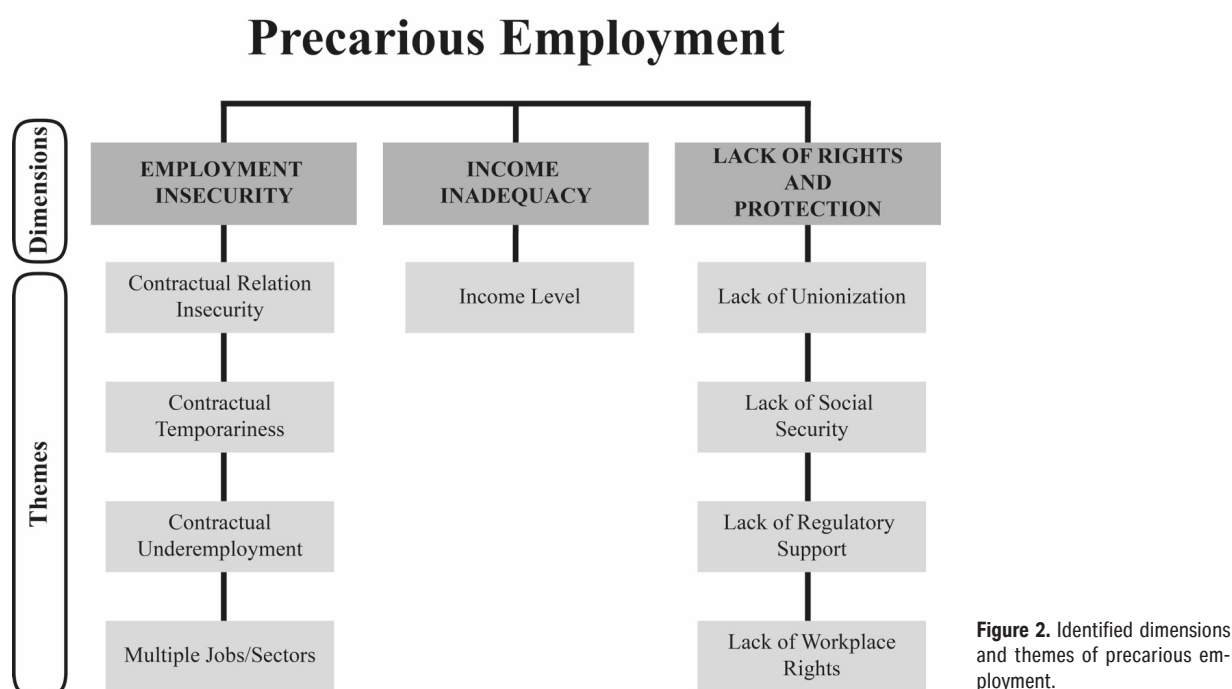 Precarious Employment
Dimensions
EMPLOYMENT
INSECURITY
INCOME
INADEQUACY
LACK OF RIGHTS
AND
PROTECTION
Themes
Contractual Relation
Insecurity
Income Level
Lack of Unionization
Contractual
Temporariness
Lack of Social
Security
Contractual
Underemployment
Lack of Regulatory
Support
Multiple Jobs/Sectors
Lack of Workplace
Rights
Figure 2. Identified dimensions
and themes of precarious em-
ployment.